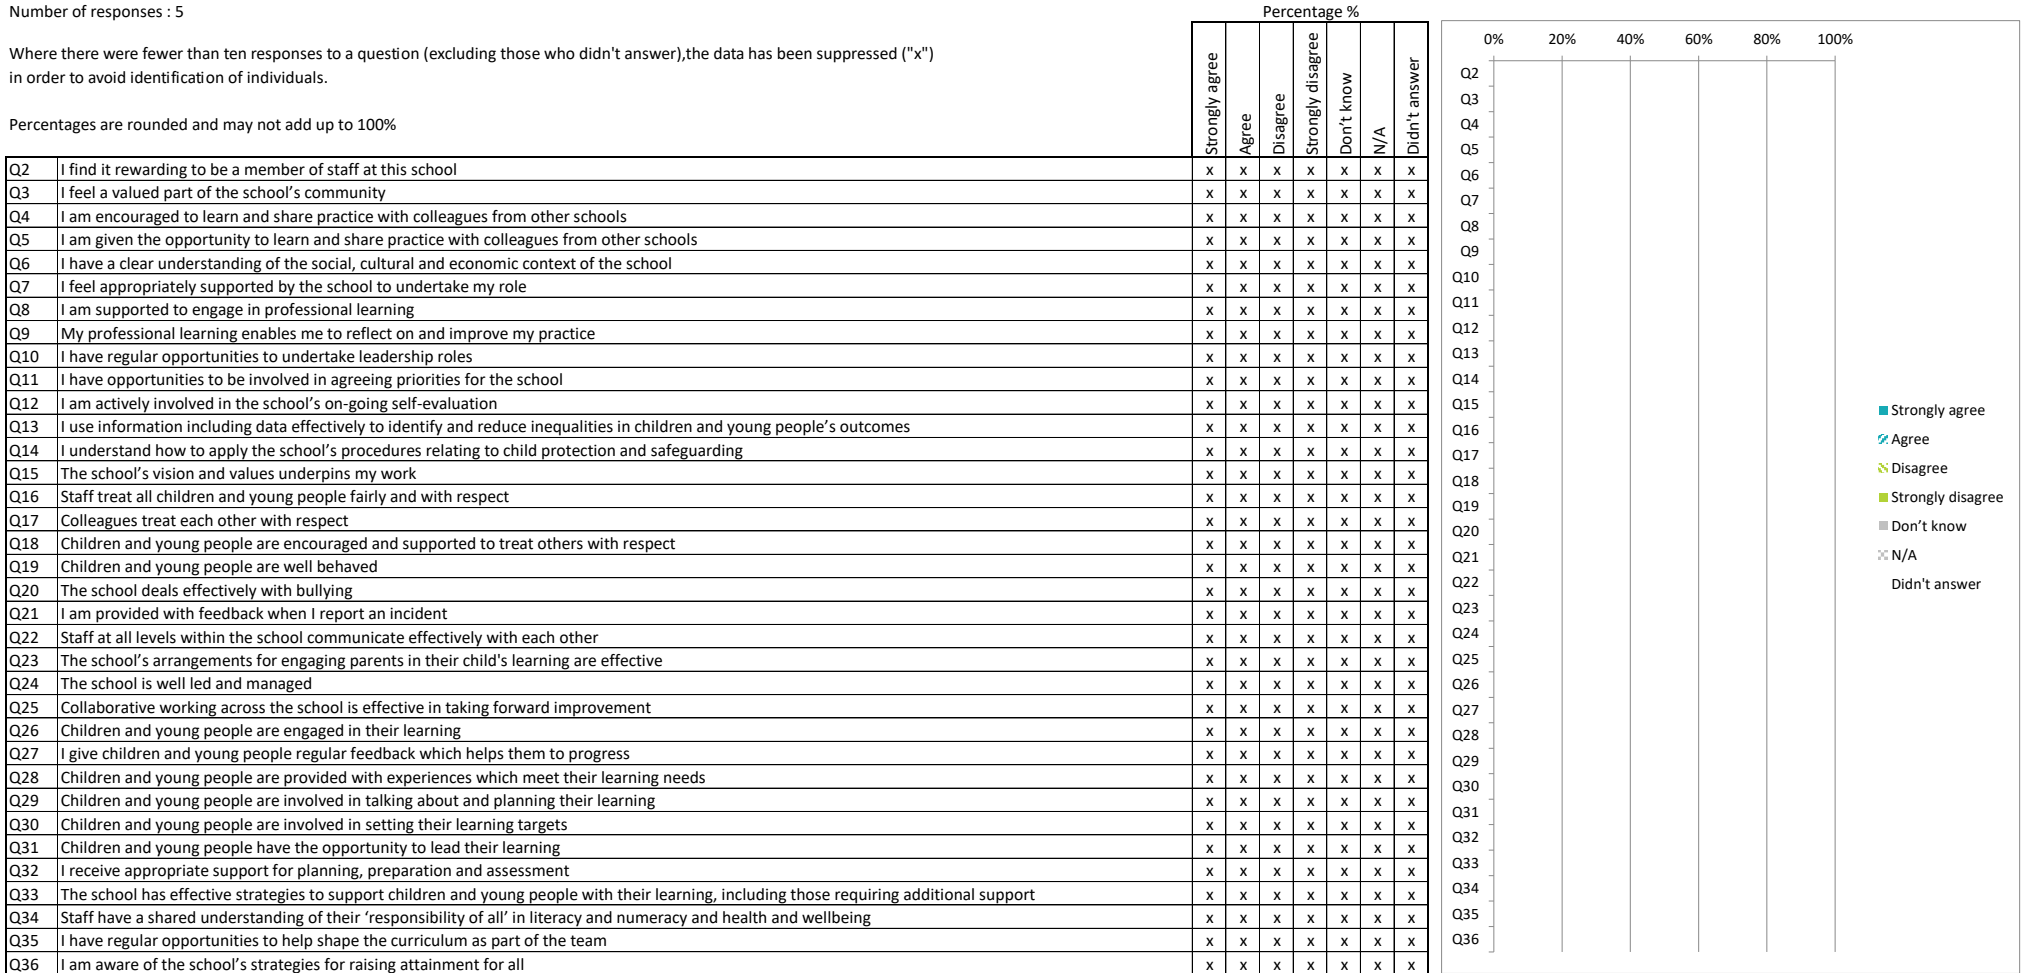 Number of responses : 5
Percentage %
Where there were fewer than ten responses to a question (excluding those who didn't answer),the data has been suppressed ("x")
in order to avoid identification of individuals.
Percentages are rounded and may not add up to 100%
Strongly agree
Agree
Disagree
Strongly disagree
Don't know
N/A
Didn't answer
Q2 I find it rewarding to be a member of staff at this school x x x x x x x
Q3 I feel a valued part of the school’s community x x x x x x x
Q4 I am encouraged to learn and share practice with colleagues from other schools x x x x x x x
Q5 I am given the opportunity to learn and share practice with colleagues from other schools x x x x x x x
Q6 I have a clear understanding of the social, cultural and economic context of the school x x x x x x x
Q7 I feel appropriately supported by the school to undertake my role x x x x x x x
Q8 I am supported to engage in professional learning x x x x x x x
Q9 My professional learning enables me to reflect on and improve my practice x x x x x x x
Q10 I have regular opportunities to undertake leadership roles x x x x x x x
Q11 I have opportunities to be involved in agreeing priorities for the school x x x x x x x
Q12 I am actively involved in the school’s on-going self-evaluation x x x x x x x
Q13 I use information including data effectively to identify and reduce inequalities in children and young people’s outcomes x x x x x x x
Q14 I understand how to apply the school’s procedures relating to child protection and safeguarding x x x x x x x
Q15 The school’s vision and values underpins my work x x x x x x x
Q16 Staff treat all children and young people fairly and with respect x x x x x x x
Q17 Colleagues treat each other with respect x x x x x x x
Q18 Children and young people are encouraged and supported to treat others with respect x x x x x x x
Q19 Children and young people are well behaved x x x x x x x
Q20 The school deals effectively with bullying x x x x x x x
Q21 I am provided with feedback when I report an incident x x x x x x x
Q22 Staff at all levels within the school communicate effectively with each other x x x x x x x
Q23 The school’s arrangements for engaging parents in their child's learning are effective x x x x x x x
Q24 The school is well led and managed x x x x x x x
Q25 Collaborative working across the school is effective in taking forward improvement x x x x x x x
Q26 Children and young people are engaged in their learning x x x x x x x
Q27 I give children and young people regular feedback which helps them to progress x x x x x x x
Q28 Children and young people are provided with experiences which meet their learning needs x x x x x x x
Q29 Children and young people are involved in talking about and planning their learning x x x x x x x
Q30 Children and young people are involved in setting their learning targets x x x x x x x
Q31 Children and young people have the opportunity to lead their learning x x x x x x x
Q32 I receive appropriate support for planning, preparation and assessment x x x x x x x
Q33 The school has effective strategies to support children and young people with their learning, including those requiring additional support x x x x x x x
Q34 Staff have a shared understanding of their ‘responsibility of all’ in literacy and numeracy and health and wellbeing x x x x x x x
Q35 I have regular opportunities to help shape the curriculum as part of the team x x x x x x x
Q36 I am aware of the school’s strategies for raising attainment for all x x x x x x x
0% 20% 40% 60% 80% 100%
Q2
Q3
Q4
Q5
Q6
Q7
Q8
Q9
Q10
Q11
Q12
Q13
Q14
Q15
Q16
Q17
Q18
Q19
Q20
Q21
Q22
Q23
Q24
Q25
Q26
Q27
Q28
Q29
Q30
Q31
Q32
Q33
Q34
Q35
Q36
Strongly agree
Agree
Disagree
Strongly disagree
Don’t know
N/A
Didn't answer